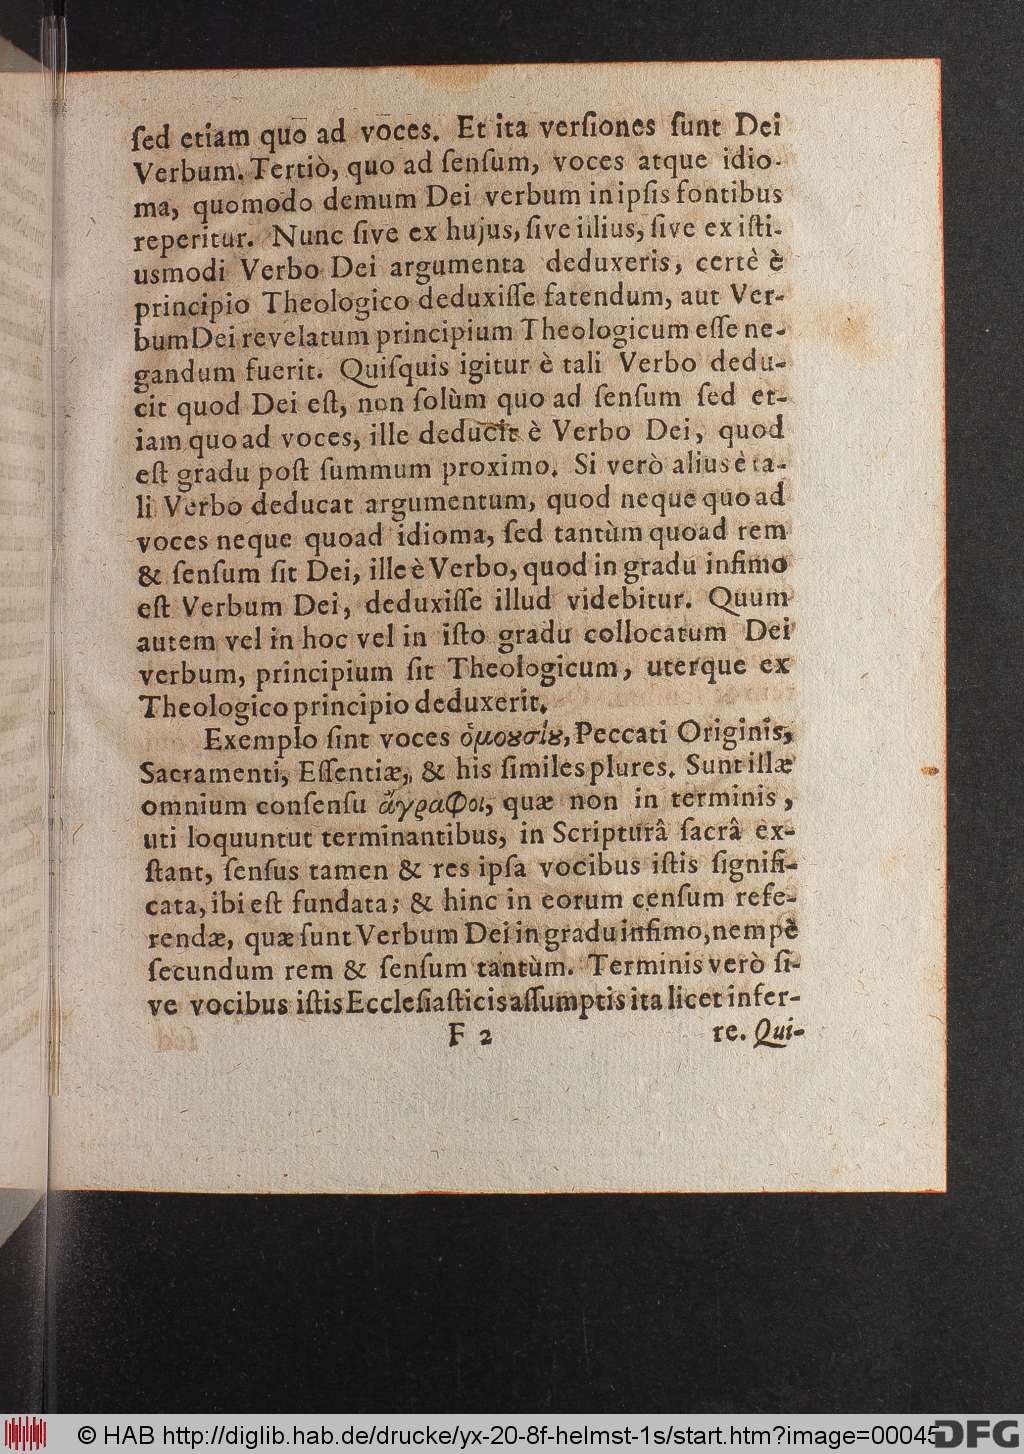 ſed etiam quo ad voces. Et ita verſiones ſunt Dei
Verbum. Tertiò, quo ad ſenſum, voces atque idio-
ma, quomodo demum Dei verbum in ipſis fontibus
reperitur. Nunc ſive ex hujus, ſive illius, ſive ex iſti-
usmodi Verbo Dei argumenta deduxeris, certè è
principio Theologico deduxiſſe fatendum, aut Ver-
bum Dei revelatum principium Theologicum eſſe ne-
gandum fuerit. Quiſquis igitur è tali Verbo dedu-
cit quod Dei eſt, non ſolùm quo ad ſenſum ſed et-
iam quo ad voces, ille deducit è Verbo Dei, quod
eſt gradu poſt ſummum proximo. Si verò alius è ta-
li Verbo deducat argumentum, quod neque quo ad
voces neque quoad idioma, ſed tantùm quoad rem
& ſenſum ſit Dei, ille è Verbo, quod in gradu infimo
eſt Verbum Dei, deduxiſſe illud videbitur. Quum
autem vel in hoc vel in iſto gradu collocatum Dei
verbum, principium ſit Theologicum, uterque ex
Theologico principio deduxerit.
Exemplo ſint voces ὁμουσίου, Peccati Originis,
Sacramenti, Eſſentiæ, & his ſimiles plures. Sunt illæ
omnium conſenſu ἄγραφοι, quæ non in terminis,
uti loquuntut terminantibus, in Scripturâ ſacrâ ex-
ſtant, ſenſus tamen & res ipſa vocibus iſtis ſignifi-
cata, ibi eſt fundata; & hinc in eorum cenſum refe-
rendæ, quæ ſunt Verbum Dei in gradu infimo, nempè
ſecundum rem & ſenſum tantùm. Terminis verò ſi-
ve vocibus iſtis Eccleſiaſticis aſſumptis ita licet infer-
F 2 re. Qui-
© HAB http://diglib.hab.de/drucke/yx-20-8f-helmst-1s/start.htm?image=00045
DFG